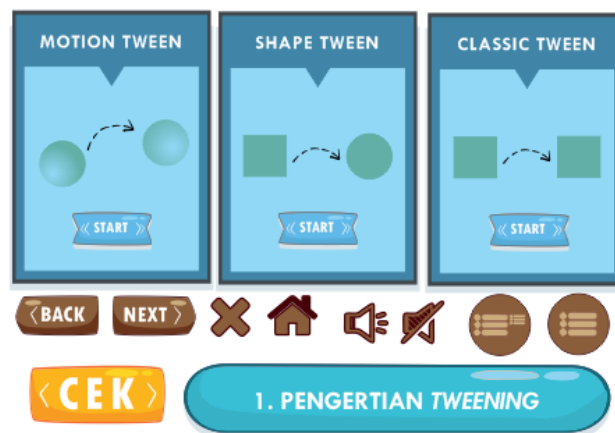 MOTION TWEEN
SHAPE TWEEN
CLASSIC TWEEN
START
START
START
BACK
NEXT
CEK
1. PENGERTIAN TWEENING